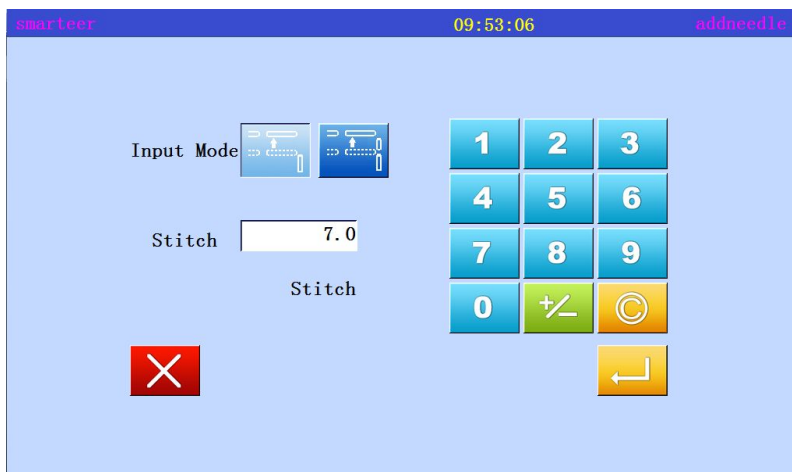 smarteer 09:53:06 addneedle
Input Mode
1 2 3
Stitch 7.0
4 5 6
7 8 9
Stitch
0 +/- ©